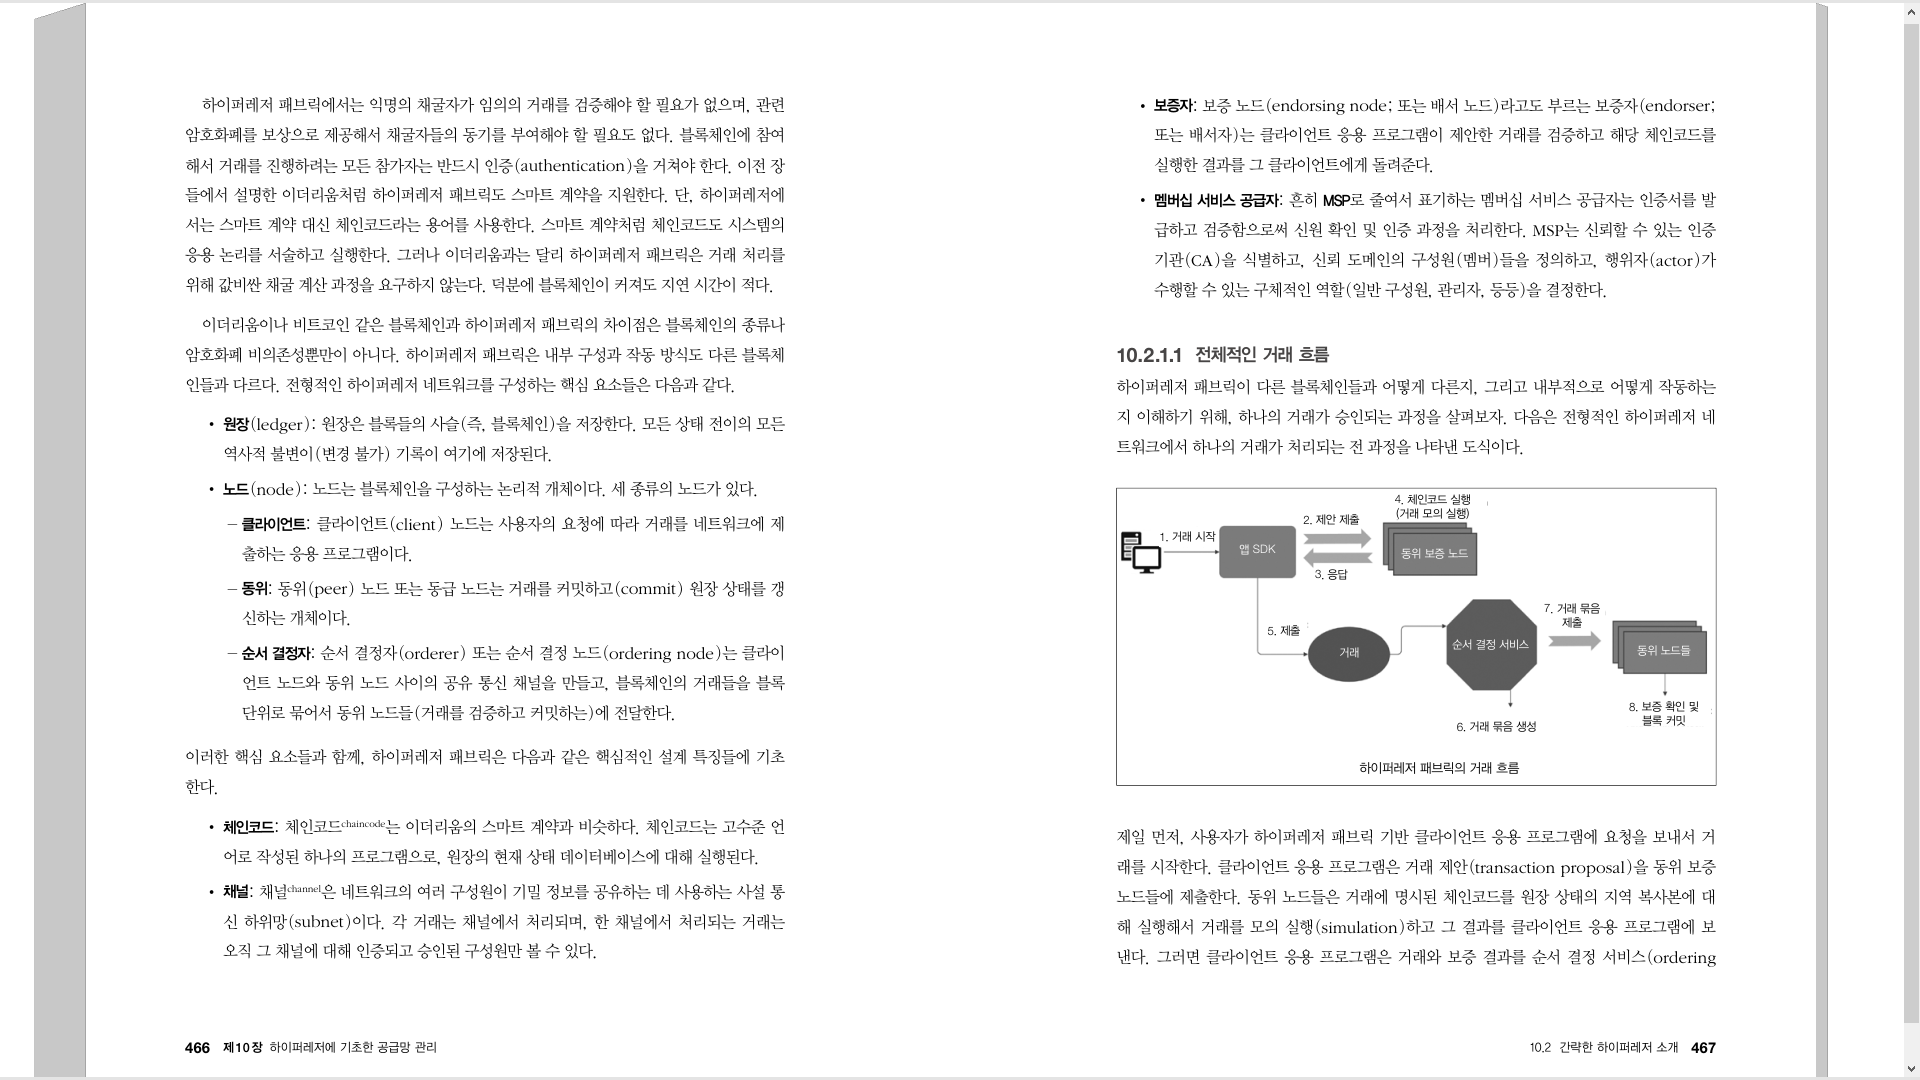 하이퍼레저 패브릭에서는 익명의 채굴자가 임의의 거래를 검증해야 할 필요가 없으며, 관련
암호화폐를 보상으로 제공해서 채굴자들의 동기를 부여해야 할 필요도 없다. 블록체인에 참여
해서 거래를 진행하려는 모든 참가자는 반드시 인증(authentication)을 거쳐야 한다. 이전 장
들에서 설명한 이더리움처럼 하이퍼레저 패브릭도 스마트 계약을 지원한다. 단, 하이퍼레저에
서는 스마트 계약 대신 체인코드라는 용어를 사용한다. 스마트 계약처럼 체인코드도 시스템의
응용 논리를 서술하고 실행한다. 그러나 이더리움과는 달리 하이퍼레저 패브릭은 거래 처리를
위해 값비싼 채굴 계산 과정을 요구하지 않는다. 덕분에 블록체인이 커져도 지연 시간이 적다.
이더리움이나 비트코인 같은 블록체인과 하이퍼레저 패브릭의 차이점은 블록체인의 종류나
암호화폐 비의존성뿐만이 아니다. 하이퍼레저 패브릭은 내부 구성과 작동 방식도 다른 블록체
인들과 다르다. 전형적인 하이퍼레저 네트워크를 구성하는 핵심 요소들은 다음과 같다.
• 원장(ledger): 원장은 블록들의 사슬(즉, 블록체인)을 저장한다. 모든 상태 전이의 모든
역사적 불변이(변경 불가) 기록이 여기에 저장된다.
• 노드(node): 노드는 블록체인을 구성하는 논리적 개체이다. 세 종류의 노드가 있다.
– 클라이언트: 클라이언트(client) 노드는 사용자의 요청에 따라 거래를 네트워크에 제
출하는 응용 프로그램이다.
– 동위: 동위(peer) 노드 또는 동급 노드는 거래를 커밋하고(commit) 원장 상태를 갱
신하는 개체이다.
– 순서 결정자: 순서 결정자(orderer) 또는 순서 결정 노드(ordering node)는 클라이
언트 노드와 동위 노드 사이의 공유 통신 채널을 만들고, 블록체인의 거래들을 블록
단위로 묶어서 동위 노드들(거래를 검증하고 커밋하는)에 전달한다.
이러한 핵심 요소들과 함께, 하이퍼레저 패브릭은 다음과 같은 핵심적인 설계 특징들에 기초
한다.
• 체인코드: 체인코드chaincode는 이더리움의 스마트 계약과 비슷하다. 체인코드는 고수준 언
어로 작성된 하나의 프로그램으로, 원장의 현재 상태 데이터베이스에 대해 실행된다.
• 채널: 채널channel은 네트워크의 여러 구성원이 기밀 정보를 공유하는 데 사용하는 사설 통
신 하위망(subnet)이다. 각 거래는 채널에서 처리되며, 한 채널에서 처리되는 거래는
오직 그 채널에 대해 인증되고 승인된 구성원만 볼 수 있다.
466 제10장 하이퍼레저에 기초한 공급망 관리
• 보증자: 보증 노드(endorsing node; 또는 배서 노드)라고도 부르는 보증자(endorser;
또는 배서자)는 클라이언트 응용 프로그램이 제안한 거래를 검증하고 해당 체인코드를
실행한 결과를 그 클라이언트에게 돌려준다.
• 멤버십 서비스 공급자: 흔히 MSP로 줄여서 표기하는 멤버십 서비스 공급자는 인증서를 발
급하고 검증함으로써 신원 확인 및 인증 과정을 처리한다. MSP는 신뢰할 수 있는 인증
기관(CA)을 식별하고, 신뢰 도메인의 구성원(멤버)들을 정의하고, 행위자(actor)가
수행할 수 있는 구체적인 역할(일반 구성원, 관리자, 등등)을 결정한다.
10.2.1.1 전체적인 거래 흐름
하이퍼레저 패브릭이 다른 블록체인들과 어떻게 다른지, 그리고 내부적으로 어떻게 작동하는
지 이해하기 위해, 하나의 거래가 승인되는 과정을 살펴보자. 다음은 전형적인 하이퍼레저 네
트워크에서 하나의 거래가 처리되는 전 과정을 나타낸 도식이다.
1. 거래 시작
앱 SDK
2. 제안 제출
3. 응답
4. 체인코드 실행
(거래 모의 실행)
동위 보증 노드
5. 제출
거래
순서 결정 서비스
6. 거래 묶음 생성
7. 거래 묶음
제출
동위 노드들
8. 보증 확인 및
블록 커밋
하이퍼레저 패브릭의 거래 흐름
제일 먼저, 사용자가 하이퍼레저 패브릭 기반 클라이언트 응용 프로그램에 요청을 보내서 거
래를 시작한다. 클라이언트 응용 프로그램은 거래 제안(transaction proposal)을 동위 보증
노드들에 제출한다. 동위 노드들은 거래에 명시된 체인코드를 원장 상태의 지역 복사본에 대
해 실행해서 거래를 모의 실행(simulation)하고 그 결과를 클라이언트 응용 프로그램에 보
낸다. 그러면 클라이언트 응용 프로그램은 거래와 보증 결과를 순서 결정 서비스(ordering
10.2 간략한 하이퍼레저 소개 467